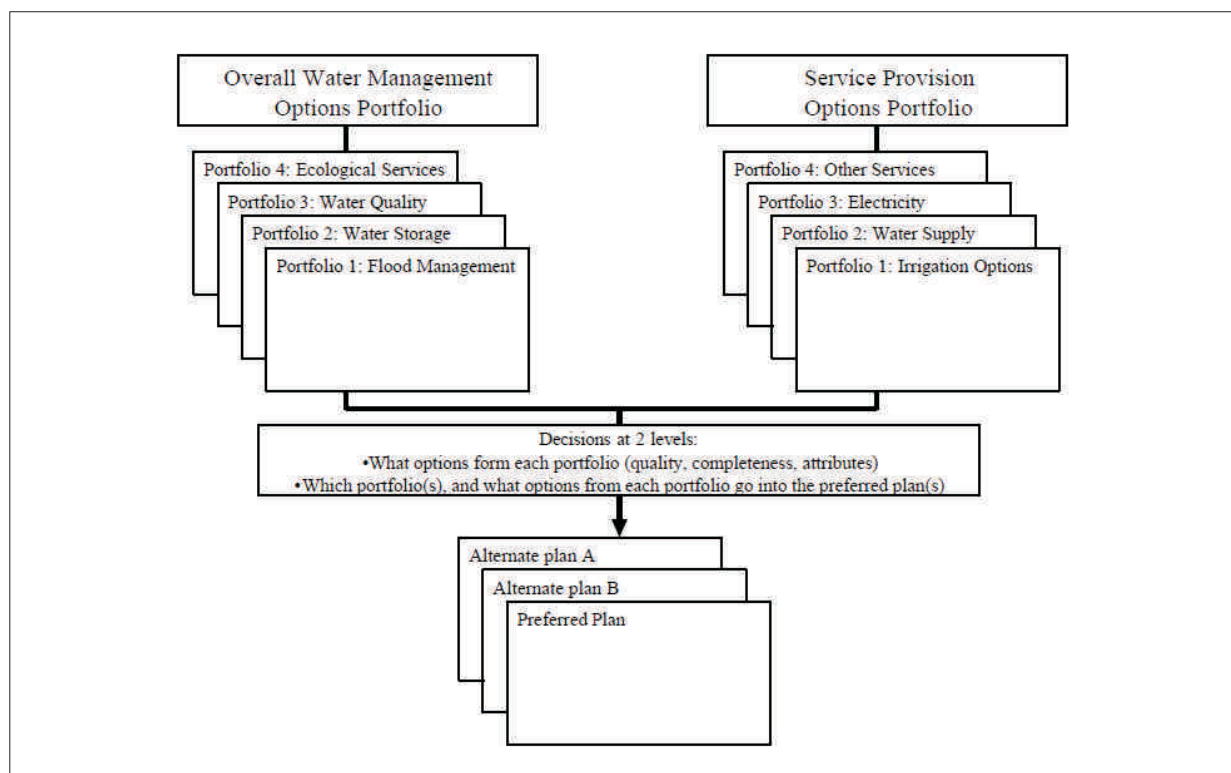 Overall Water Management
Options Portfolio
Service Provision
Options Portfolio
Portfolio 4: Ecological Services
Portfolio 3: Water Quality
Portfolio 2: Water Storage
Portfolio 1: Flood Management
Portfolio 4: Other Services
Portfolio 3: Electricity
Portfolio 2: Water Supply
Portfolio 1: Irrigation Options
Decisions at 2 levels:
•What options form each portfolio (quality, completeness, attributes)
•Which portfolio(s), and what options from each portfolio go into the preferred plan(s)
Alternate plan A
Alternate plan B
Preferred Plan